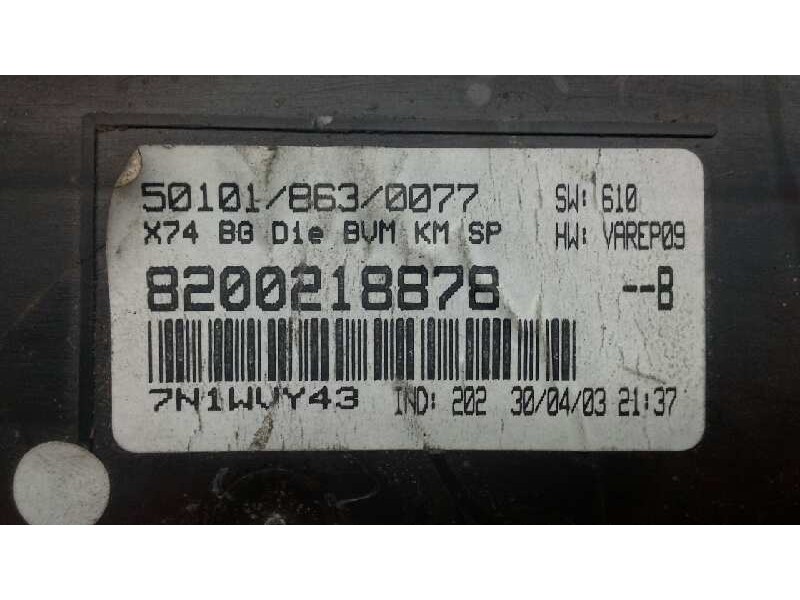 50101/863/0077 SW: 610
X74 BG Die BVM KM SP HW: VAREP09
8200218878 --B
7N1WVY43 IND: 202 30/04/03 21:37